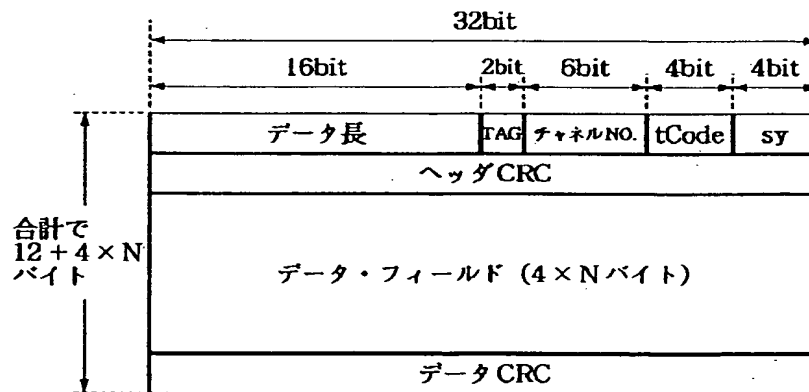 32bit
16bit 2bit 6bit 4bit 4bit
データ長 TAG チャネルNO. tCode sy
ヘッダCRC
合計で
12+4×N
バイト
データ・フィールド (4×Nバイト)
データCRC